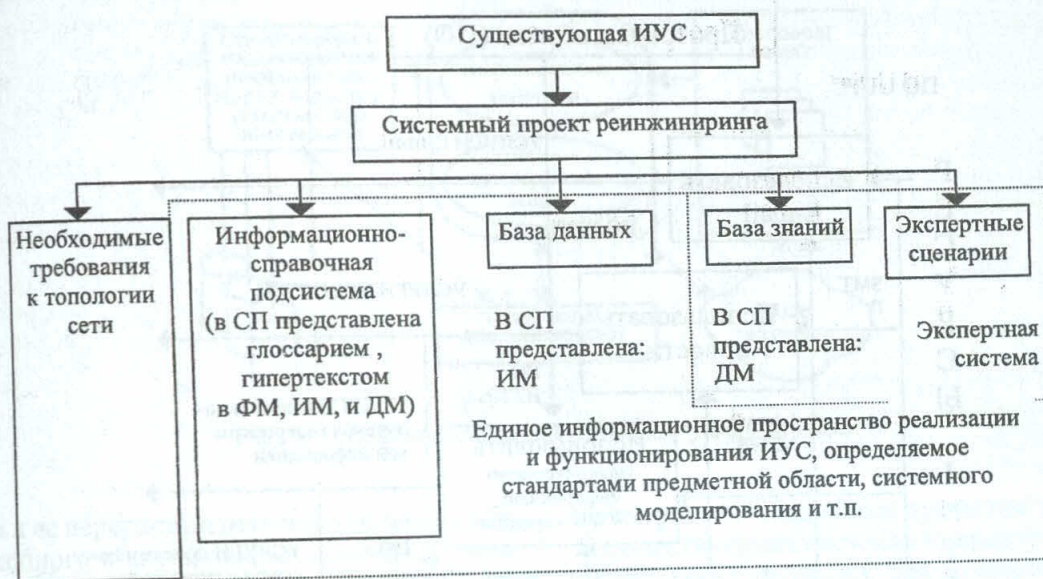 Существующая ИУС
Системный проект реинжиниринга
Необходимые
требования
к топологии
сети
Информационно-
справочная
подсистема
(в СП представлена
глоссарием ,
гипертекстом
в ФМ, ИМ, и ДМ)
База данных
В СП
представлена:
ИМ
База знаний
В СП
представлена:
ДМ
Экспертные
сценарии
Экспертная
система
Единое информационное пространство реализации
и функционирования ИУС, определяемое
стандартами предметной области, системного
моделирования и т.п.